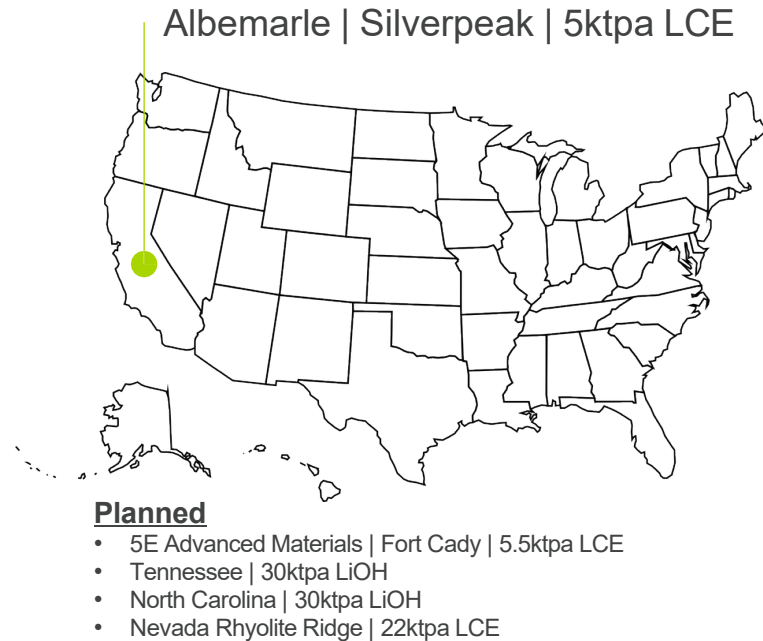 Albemarle | Silverpeak | 5ktpa LCE
Planned
• 5E Advanced Materials | Fort Cady | 5.5ktpa LCE
• Tennessee | 30ktpa LiOH
• North Carolina | 30ktpa LiOH
• Nevada Rhyolite Ridge | 22ktpa LCE